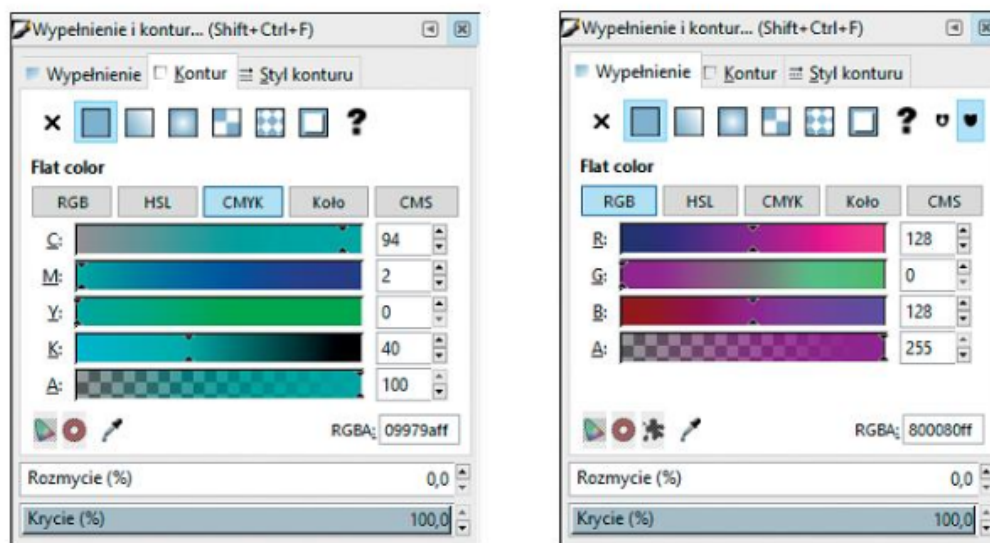 Wypełnienie i kontur... (Shift+Ctrl+F)
Wypełnienie Kontur Styl konturu
?
Flat color
RGB HSL CMYK Koło CMS
C: 94
M: 2
Y: 0
K: 40
A: 100
RGBA: 09979aff
Rozmycie (%) 0,0
Krycie (%) 100,0
Wypełnienie i kontur... (Shift+Ctrl+F)
Wypełnienie Kontur Styl konturu
?
Flat color
RGB HSL CMYK Koło CMS
R: 128
G: 0
B: 128
A: 255
RGBA: 800080ff
Rozmycie (%) 0,0
Krycie (%) 100,0